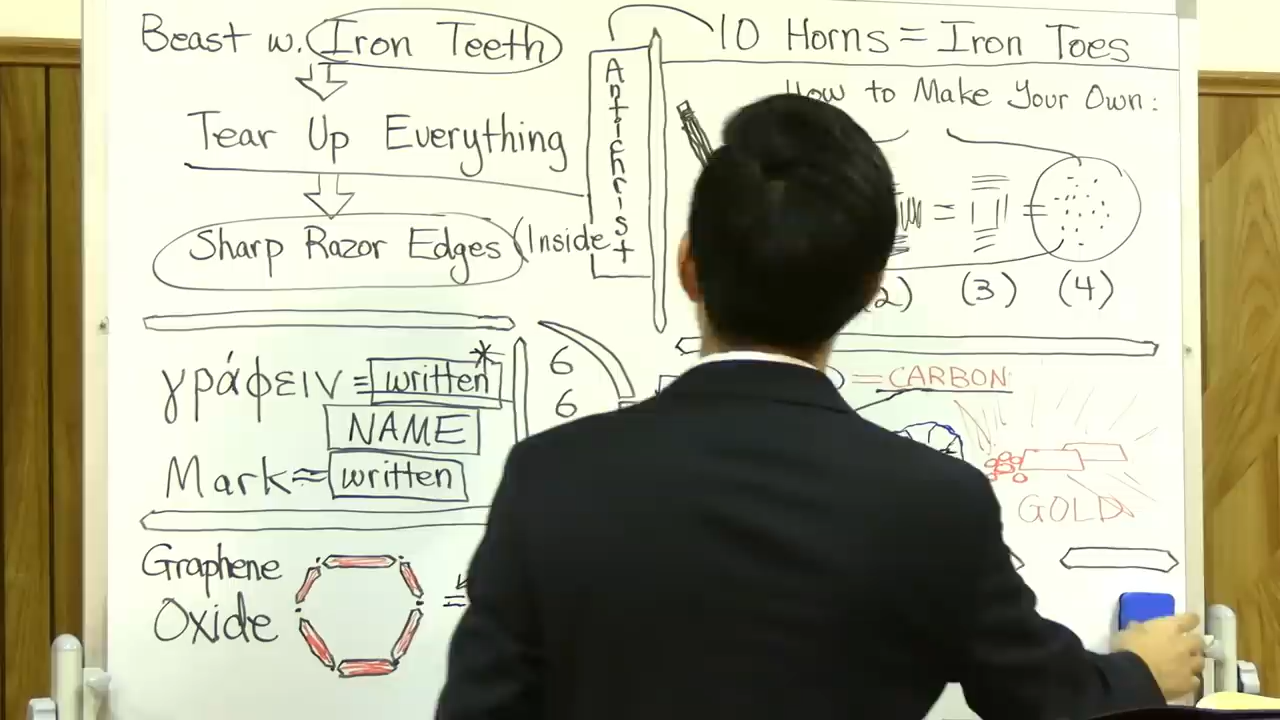 Beast w. Iron Teeth
Tear Up Everything
Sharp Razor Edges (Inside
Antichrist
10 Horns = Iron Toes
How to Make Your Own:
= =
2) (3) (4)
γράφειν = written*
NAME
Mark ≈ written
6
6
) = CARBON
GOLD
Graphene
Oxide
=